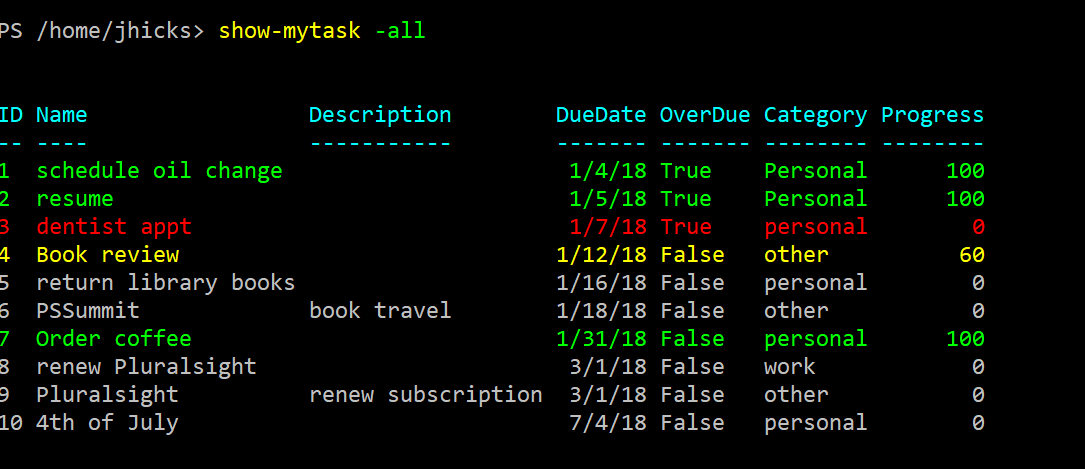 PS /home/jhicks> show-mytask -all
ID Name Description DueDate OverDue Category Progress
-- ---- ----------- ------- ------- -------- --------
1 schedule oil change 1/4/18 True Personal 100
2 resume 1/5/18 True Personal 100
3 dentist appt 1/7/18 True personal 0
4 Book review 1/12/18 False other 60
5 return library books 1/16/18 False personal 0
6 PSSummit book travel 1/18/18 False other 0
7 Order coffee 1/31/18 False personal 100
8 renew Pluralsight 3/1/18 False work 0
9 Pluralsight renew subscription 3/1/18 False other 0
10 4th of July 7/4/18 False personal 0